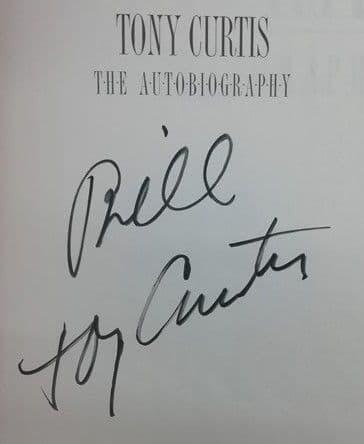 TONY CURTIS
THE AUTOBIOGRAPHY
Bill
Tony Curtis